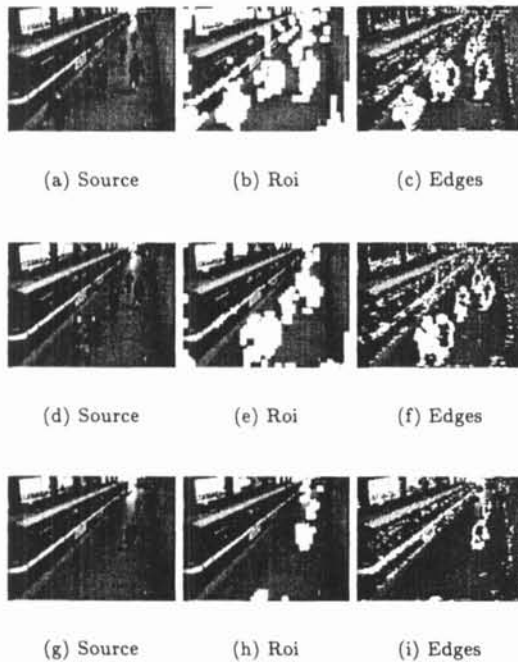 (a) Source (b) Roi (c) Edges
(d) Source (e) Roi (f) Edges
(g) Source (h) Roi (i) Edges